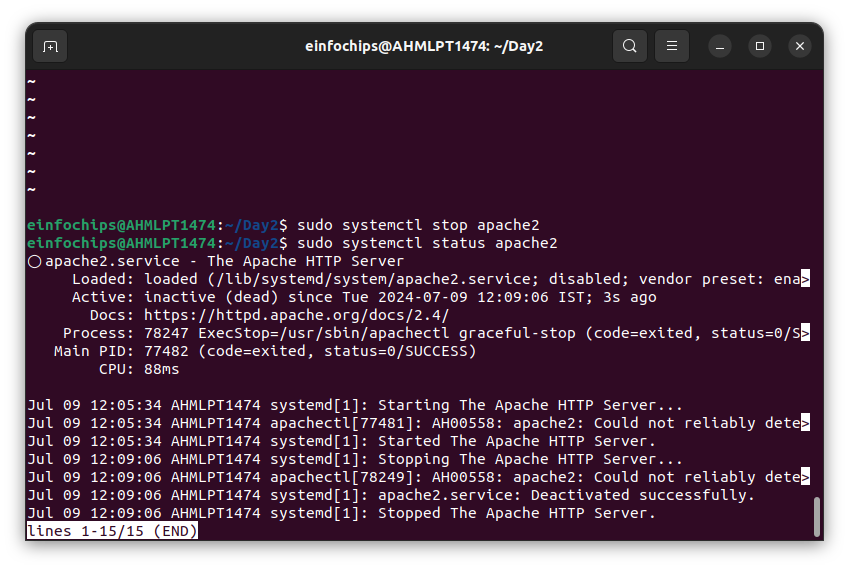 einfochips@AHMLPT1474: ~/Day2
~
~
~
~
~
~
~
einfochips@AHMLPT1474:~/Day2$ sudo systemctl stop apache2
einfochips@AHMLPT1474:~/Day2$ sudo systemctl status apache2
○ apache2.service - The Apache HTTP Server
     Loaded: loaded (/lib/systemd/system/apache2.service; disabled; vendor preset: ena>
     Active: inactive (dead) since Tue 2024-07-09 12:09:06 IST; 3s ago
       Docs: https://httpd.apache.org/docs/2.4/
    Process: 78247 ExecStop=/usr/sbin/apachectl graceful-stop (code=exited, status=0/S>
   Main PID: 77482 (code=exited, status=0/SUCCESS)
        CPU: 88ms
Jul 09 12:05:34 AHMLPT1474 systemd[1]: Starting The Apache HTTP Server...
Jul 09 12:05:34 AHMLPT1474 apachectl[77481]: AH00558: apache2: Could not reliably dete>
Jul 09 12:05:34 AHMLPT1474 systemd[1]: Started The Apache HTTP Server.
Jul 09 12:09:06 AHMLPT1474 systemd[1]: Stopping The Apache HTTP Server...
Jul 09 12:09:06 AHMLPT1474 apachectl[78249]: AH00558: apache2: Could not reliably dete>
Jul 09 12:09:06 AHMLPT1474 systemd[1]: apache2.service: Deactivated successfully.
Jul 09 12:09:06 AHMLPT1474 systemd[1]: Stopped The Apache HTTP Server.
lines 1-15/15 (END)